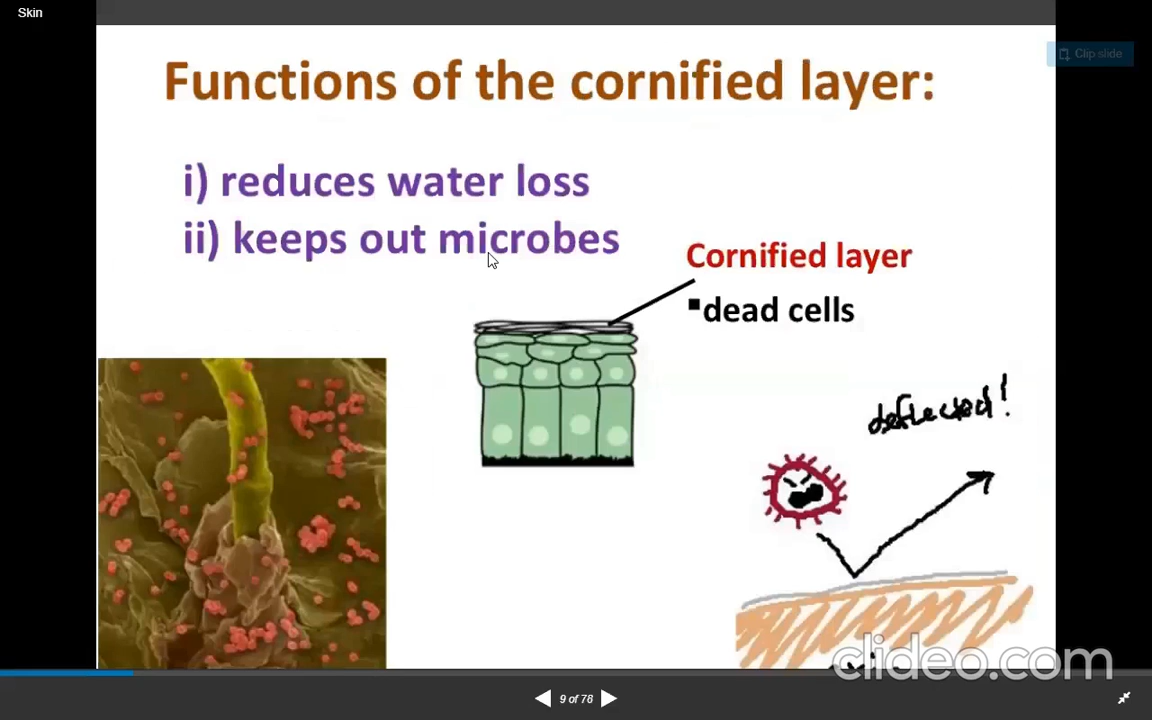 Skin
Clip slide
Functions of the cornified layer:
i) reduces water loss
ii) keeps out microbes
Cornified layer
▪dead cells
deflected!
clideo.com
9 of 78